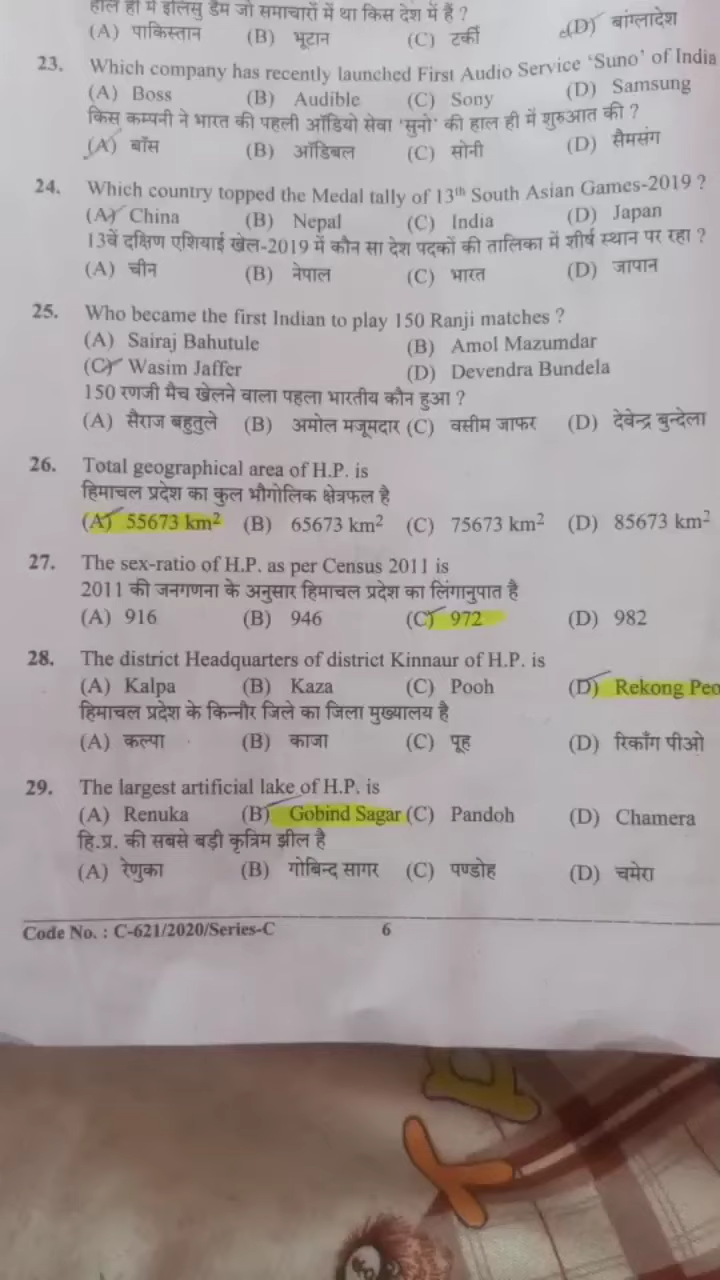 हाल ही में इलिसु डैम जो समाचारों में था किस देश में हैं ?
(A) पाकिस्तान (B) भूटान (C) टर्की (D) बांग्लादेश
23. Which company has recently launched First Audio Service ‘Suno’ of India
(A) Boss (B) Audible (C) Sony (D) Samsung
किस कम्पनी ने भारत की पहली ऑडियो सेवा ‘सुनो’ की हाल ही में शुरुआत की ?
(A) बॉस (B) ऑडिबल (C) सोनी (D) सैमसंग
24. Which country topped the Medal tally of 13th South Asian Games-2019 ?
(A) China (B) Nepal (C) India (D) Japan
13वें दक्षिण एशियाई खेल-2019 में कौन सा देश पदकों की तालिका में शीर्ष स्थान पर रहा ?
(A) चीन (B) नेपाल (C) भारत (D) जापान
25. Who became the first Indian to play 150 Ranji matches ?
(A) Sairaj Bahutule (B) Amol Mazumdar
(C) Wasim Jaffer (D) Devendra Bundela
150 रणजी मैच खेलने वाला पहला भारतीय कौन हुआ ?
(A) सैराज बहुतुले (B) अमोल मजूमदार (C) वसीम जाफर (D) देवेन्द्र बुन्देला
26. Total geographical area of H.P. is
हिमाचल प्रदेश का कुल भौगोलिक क्षेत्रफल है
(A) 55673 km² (B) 65673 km² (C) 75673 km² (D) 85673 km²
27. The sex-ratio of H.P. as per Census 2011 is
2011 की जनगणना के अनुसार हिमाचल प्रदेश का लिंगानुपात है
(A) 916 (B) 946 (C) 972 (D) 982
28. The district Headquarters of district Kinnaur of H.P. is
(A) Kalpa (B) Kaza (C) Pooh (D) Rekong Peo
हिमाचल प्रदेश के किन्नौर जिले का जिला मुख्यालय है
(A) कल्पा (B) काजा (C) पूह (D) रिकाँग पीओ
29. The largest artificial lake of H.P. is
(A) Renuka (B) Gobind Sagar (C) Pandoh (D) Chamera
हि.प्र. की सबसे बड़ी कृत्रिम झील है
(A) रेणुका (B) गोबिन्द सागर (C) पण्डोह (D) चमेरा
Code No. : C-621/2020/Series-C 6